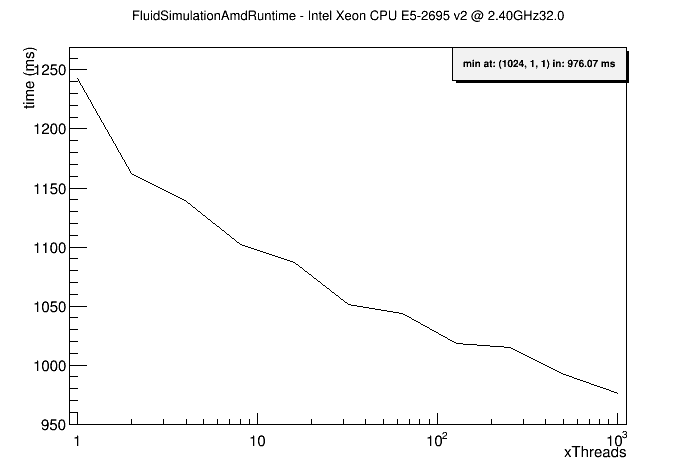 FluidSimulationAmdRuntime - Intel Xeon CPU E5-2695 v2 @ 2.40GHz32.0
time (ms)
min at: (1024, 1, 1) in: 976.07 ms
1250
1200
1150
1100
1050
1000
950
1 10 10² 10³
xThreads